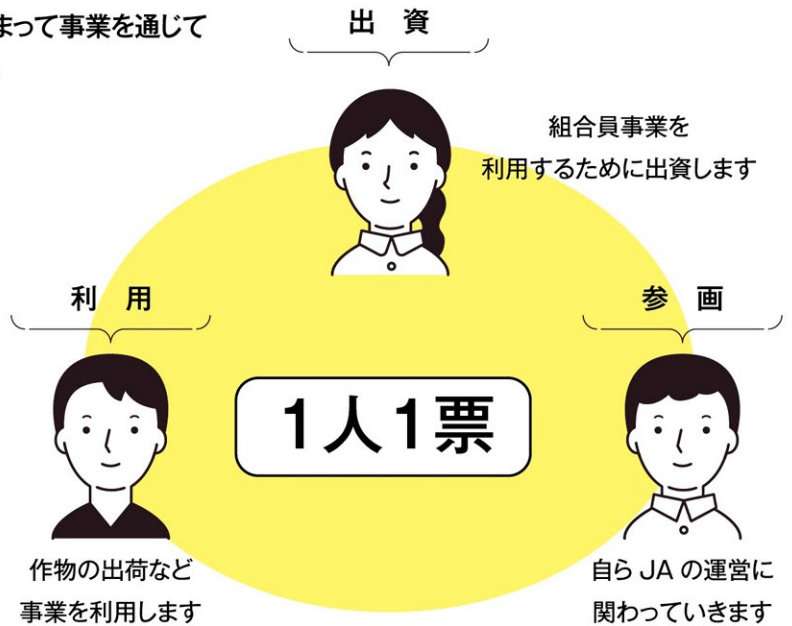 まって事業を通じて
出 資
組合員事業を
利用するために出資します
利 用
参 画
1人1票
作物の出荷など
事業を利用します
自ら JA の運営に
関わっていきます